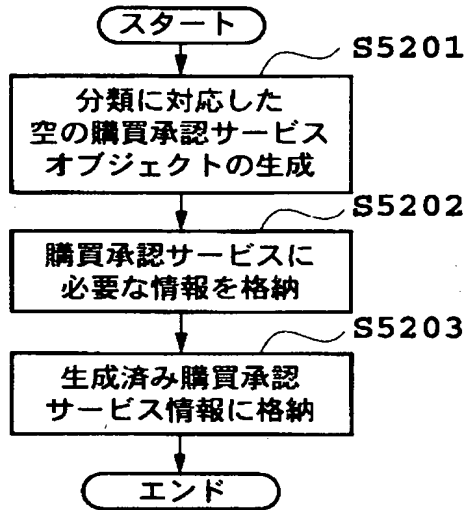 スタート
S5201
分類に対応した
空の購買承認サービス
オブジェクトの生成
S5202
購買承認サービスに
必要な情報を格納
S5203
生成済み購買承認
サービス情報に格納
エンド